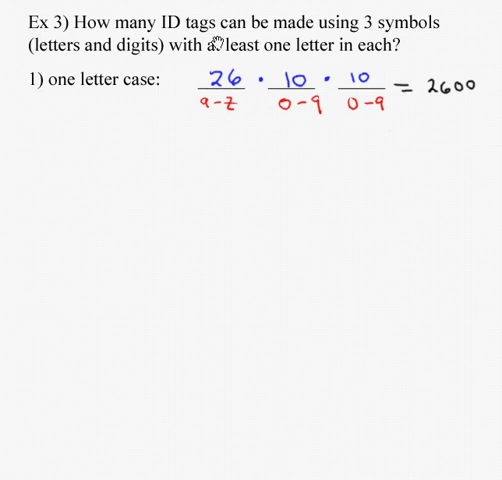 Ex 3) How many ID tags can be made using 3 symbols
(letters and digits) with at least one letter in each?
1) one letter case: 26 · 10 · 10 = 2600
a-z 0-9 0-9